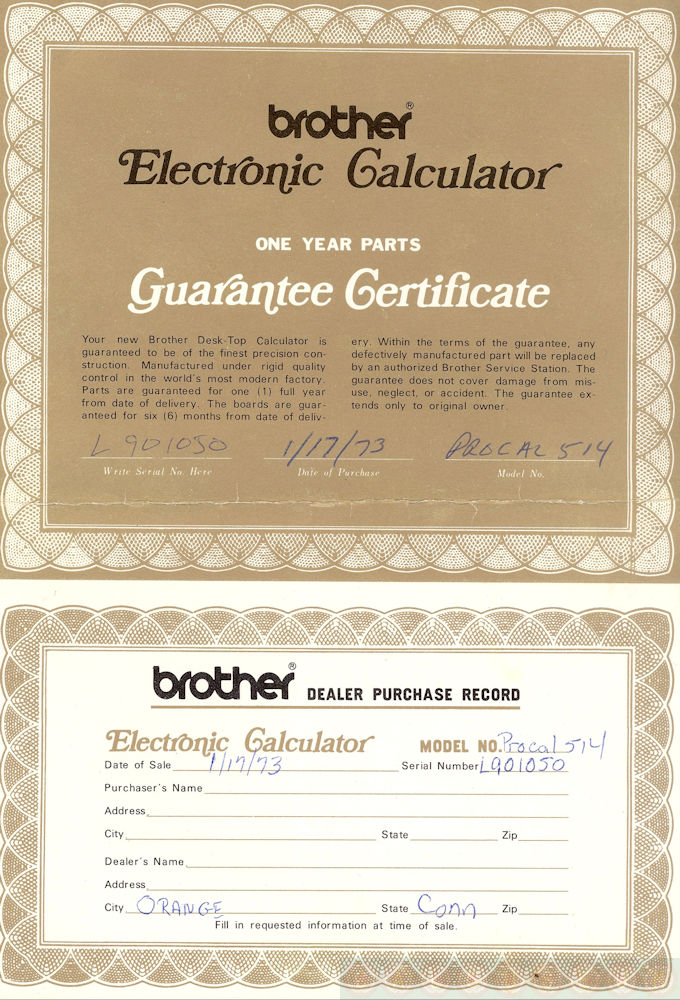 brother®
Electronic Calculator
ONE YEAR PARTS
Guarantee Certificate
Your new Brother Desk-Top Calculator is
guaranteed to be of the finest precision con-
struction. Manufactured under rigid quality
control in the world's most modern factory.
Parts are guaranteed for one (1) full year
from date of delivery. The boards are guar-
anteed for six (6) months from date of deliv-
ery. Within the terms of the guarantee, any
defectively manufactured part will be replaced
by an authorized Brother Service Station. The
guarantee does not cover damage from mis-
use, neglect, or accident. The guarantee ex-
tends only to original owner.
L901050 1/17/73 PROCAL 514
Write Serial No. Here Date of Purchase Model No.
brother® DEALER PURCHASE RECORD
Electronic Calculator MODEL NO. Procal 514
Date of Sale 1/17/73 Serial Number L901050
Purchaser's Name
Address
City State Zip
Dealer's Name
Address
City ORANGE State Conn Zip
Fill in requested information at time of sale.